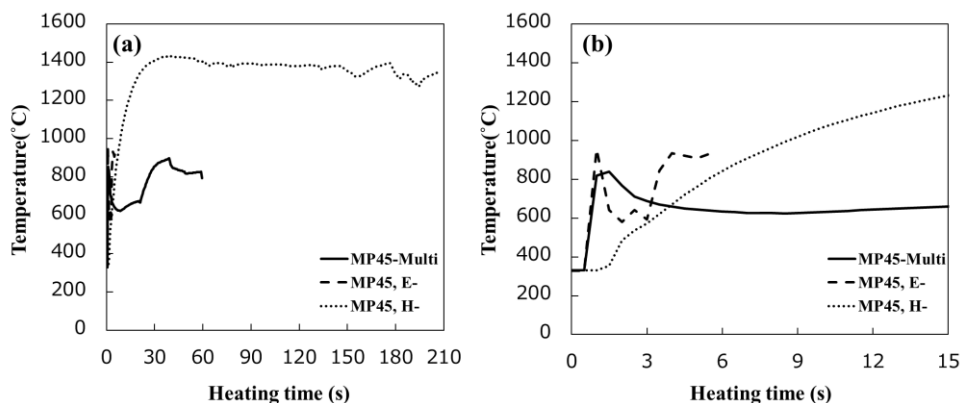 (a)
1600
1400
1200
1000
800
600
400
200
0
Temperature(˚C)
0 30 60 90 120 150 180 210
Heating time (s)
MP45-Multi
MP45, E-
MP45, H-
(b)
1600
1400
1200
1000
800
600
400
200
0
Temperature(˚C)
0 3 6 9 12 15
Heating time (s)
MP45-Multi
MP45, E-
MP45, H-